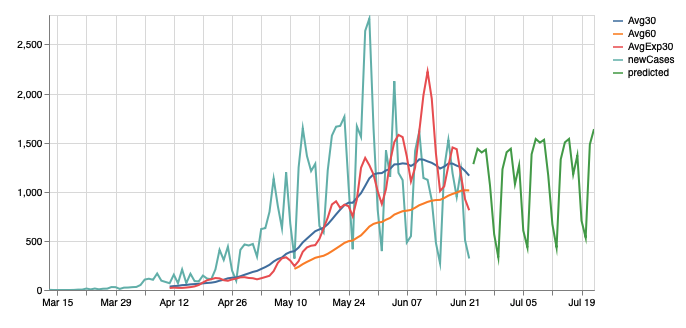 Avg30
Avg60
AvgExp30
newCases
predicted
2,500
2,000
1,500
1,000
500
0
Mar 15 Mar 29 Apr 12 Apr 26 May 10 May 24 Jun 07 Jun 21 Jul 05 Jul 19